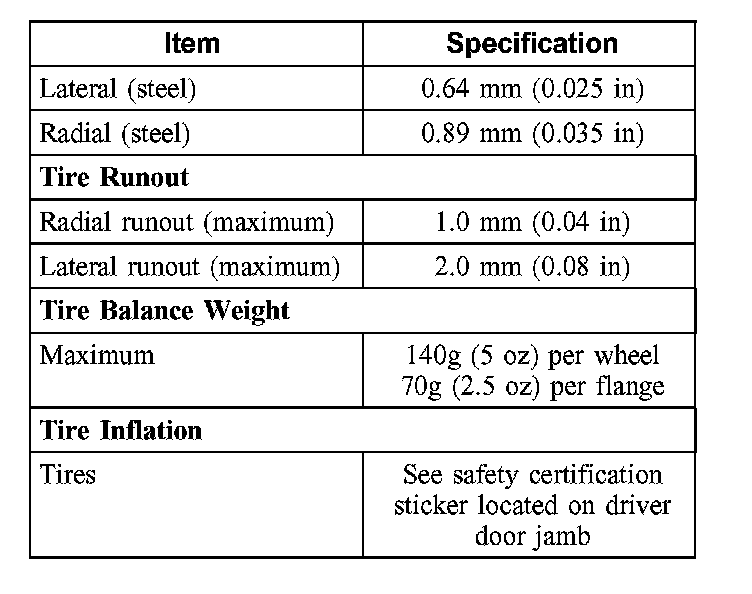 Item Specification
Lateral (steel) 0.64 mm (0.025 in)
Radial (steel) 0.89 mm (0.035 in)
Tire Runout
Radial runout (maximum) 1.0 mm (0.04 in)
Lateral runout (maximum) 2.0 mm (0.08 in)
Tire Balance Weight
Maximum 140g (5 oz) per wheel
70g (2.5 oz) per flange
Tire Inflation
Tires See safety certification
sticker located on driver
door jamb